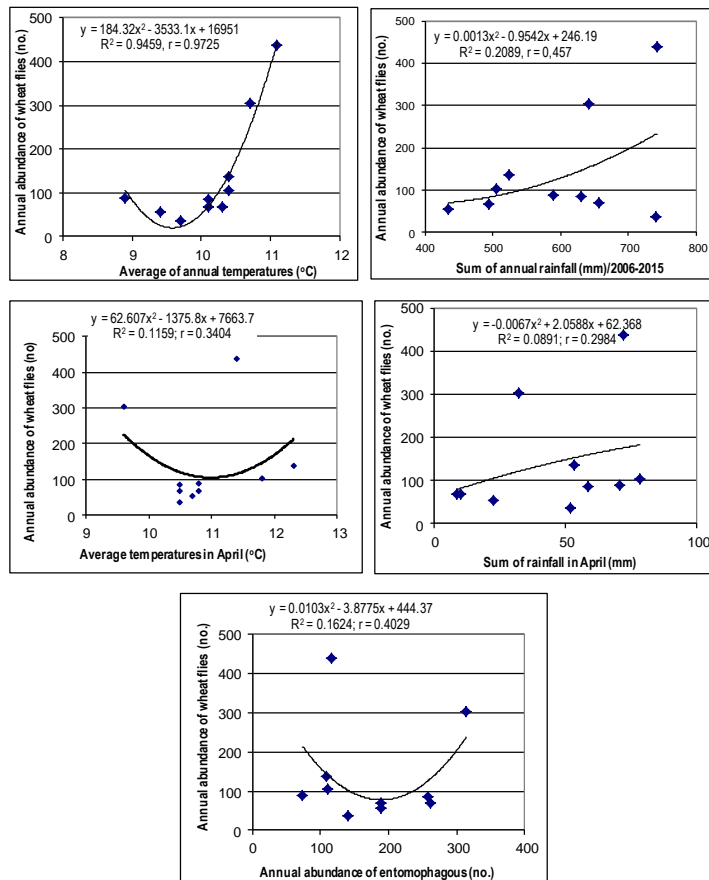 y = 184.32x² - 3533.1x + 16951
R² = 0.9459, r = 0.9725
Annual abundance of wheat flies (no.)
500
400
300
200
100
0
8 9 10 11 12
Average of annual temperatures (°C)
y = 0.0013x² - 0.9542x + 246.19
R² = 0.2089, r = 0,457
Annual abundance of wheat flies (no.)
500
400
300
200
100
0
400 500 600 700 800
Sum of annual rainfall (mm)/2006-2015
y = 62.607x² - 1375.8x + 7663.7
R² = 0.1159; r = 0.3404
Annual abundance of wheat flies (no)
500
400
300
200
100
0
9 10 11 12 13
Average temperatures in April (°C)
y = -0.0067x² + 2.0588x + 62.368
R² = 0.0891; r = 0.2984
Annual abundance of wheat flies (no.)
500
400
300
200
100
0
0 50 100
Sum of rainfall in April (mm)
y = 0.0103x² - 3.8775x + 444.37
R² = 0.1624; r = 0.4029
Annual abundance of wheat flies (no.)
500
400
300
200
100
0
0 100 200 300 400
Annual abundance of entomophagous (no.)